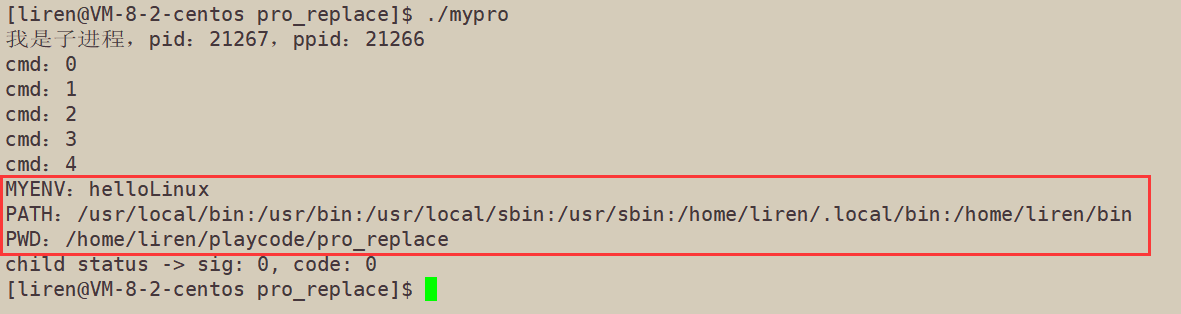 [liren@VM-8-2-centos pro_replace]$ ./mypro
我是子进程，pid：21267，ppid：21266
cmd：0
cmd：1
cmd：2
cmd：3
cmd：4
MYENV：helloLinux
PATH：/usr/local/bin:/usr/bin:/usr/local/sbin:/usr/sbin:/home/liren/.local/bin:/home/liren/bin
PWD：/home/liren/playcode/pro_replace
child status -> sig: 0, code: 0
[liren@VM-8-2-centos pro_replace]$